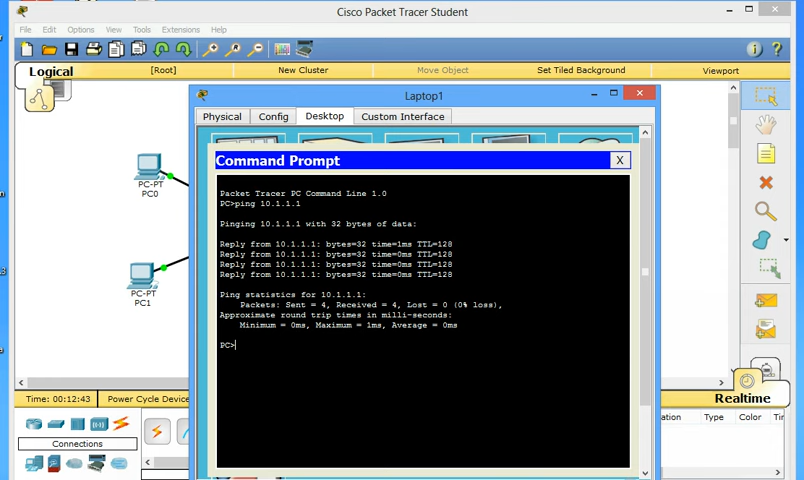 Cisco Packet Tracer Student
File Edit Options View Tools Extensions Help
Logical [Root] New Cluster Move Object Set Tiled Background Viewport
Laptop1
Physical Config Desktop Custom Interface
Command Prompt X
Packet Tracer PC Command Line 1.0
PC>ping 10.1.1.1
Pinging 10.1.1.1 with 32 bytes of data:
Reply from 10.1.1.1: bytes=32 time=1ms TTL=128
Reply from 10.1.1.1: bytes=32 time=0ms TTL=128
Reply from 10.1.1.1: bytes=32 time=0ms TTL=128
Reply from 10.1.1.1: bytes=32 time=0ms TTL=128
Ping statistics for 10.1.1.1:
Packets: Sent = 4, Received = 4, Lost = 0 (0% loss),
Approximate round trip times in milli-seconds:
Minimum = 0ms, Maximum = 1ms, Average = 0ms
PC>
PC-PT
PC0
PC-PT
PC1
Time: 00:12:43 Power Cycle Device
Realtime
Connections
ation Type Color Tir